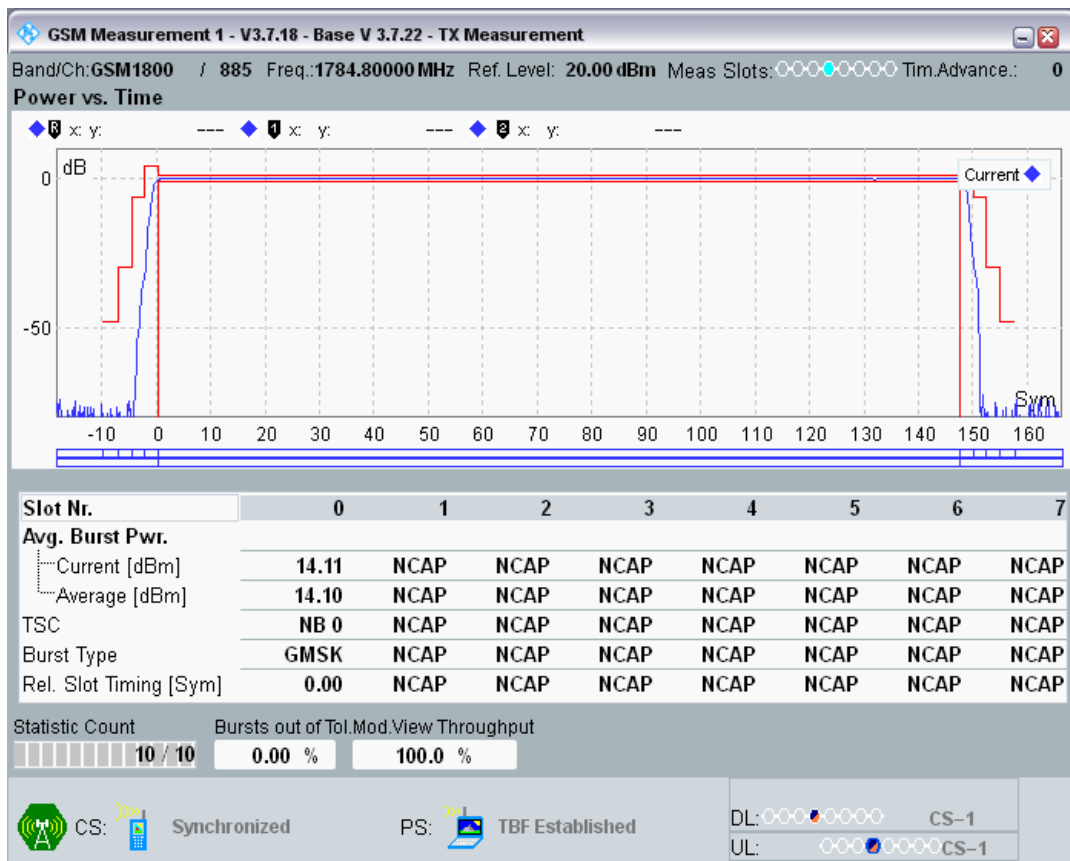 GSM Measurement 1 - V3.7.18 - Base V 3.7.22 - TX Measurement
Band/Ch:GSM1800 / 885 Freq.:1784.80000 MHz Ref. Level: 20.00 dBm Meas Slots: Tim.Advance.: 0
Power vs. Time
R x: y: --- 1 x: y: --- 2 x: y: ---
dB
Current
0
-50
Sym
-10 0 10 20 30 40 50 60 70 80 90 100 110 120 130 140 150 160
Slot Nr. 0 1 2 3 4 5 6 7
Avg. Burst Pwr.
Current [dBm] 14.11 NCAP NCAP NCAP NCAP NCAP NCAP NCAP
Average [dBm] 14.10 NCAP NCAP NCAP NCAP NCAP NCAP NCAP
TSC NB 0 NCAP NCAP NCAP NCAP NCAP NCAP NCAP
Burst Type GMSK NCAP NCAP NCAP NCAP NCAP NCAP NCAP
Rel. Slot Timing [Sym] 0.00 NCAP NCAP NCAP NCAP NCAP NCAP NCAP
Statistic Count Bursts out of Tol.Mod.View Throughput
10 / 10 0.00 % 100.0 %
CS: Synchronized PS: TBF Established
DL: CS-1
UL: CS-1